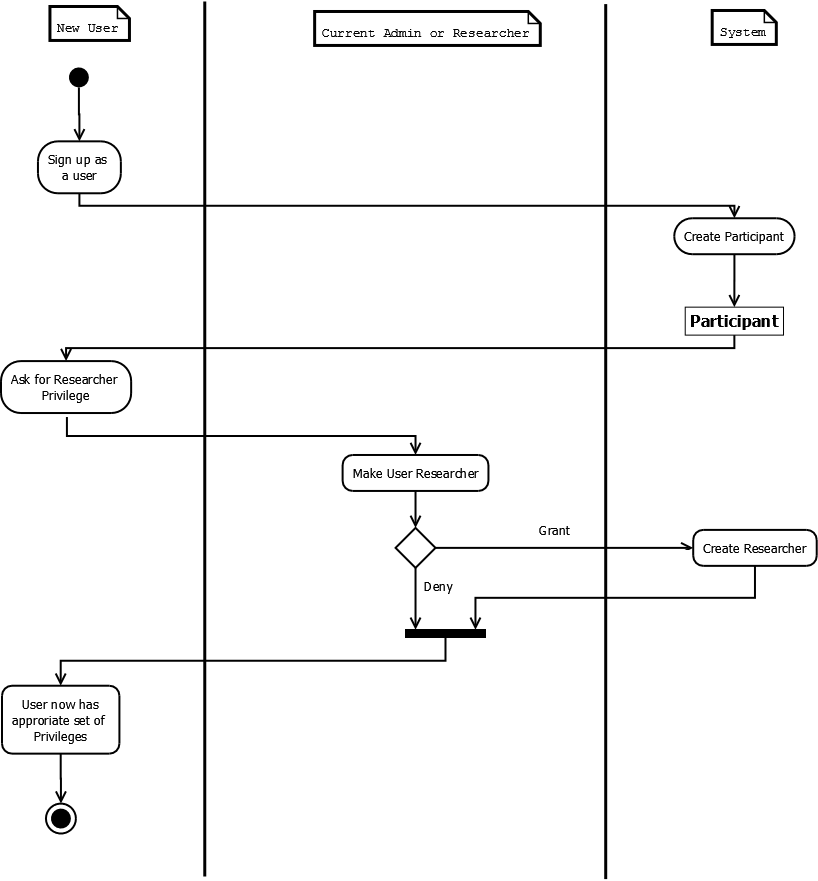 New User
Current Admin or Researcher
System
Sign up as
a user
Create Participant
Participant
Ask for Researcher
Privilege
Make User Researcher
Grant
Create Researcher
Deny
User now has
approriate set of
Privileges